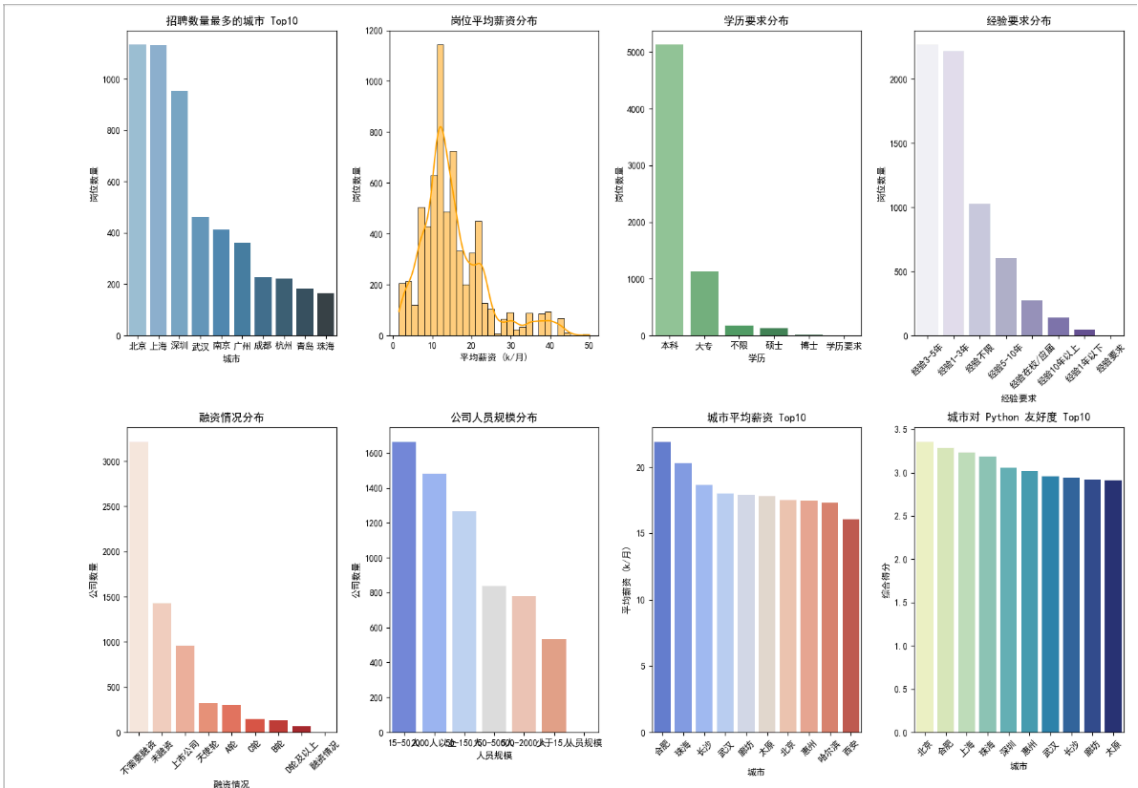 招聘数量最多的城市 Top10
岗位数量
1000
800
600
400
200
0
北京 上海 深圳 武汉 南京 广州 成都 杭州 青岛 珠海
城市
岗位平均薪资分布
岗位数量
1200
1000
800
600
400
200
0
0 10 20 30 40 50
平均薪资 (k/月)
学历要求分布
岗位数量
5000
4000
3000
2000
1000
0
本科 大专 不限 硕士 博士 学历要求
学历
经验要求分布
岗位数量
2000
1500
1000
500
0
经验3-5年 经验1-3年 经验不限 经验5-10年 经验在校/应届 经验10年以上 经验1年以下 经验要求
经验要求
融资情况分布
公司数量
3000
2500
2000
1500
1000
500
0
不需要融资 未融资 上市公司 天使轮 A轮 C轮 B轮 D轮及以上 融资情况
融资情况
公司人员规模分布
公司数量
1600
1400
1200
1000
800
600
400
200
0
人员规模
人员规模
城市平均薪资 Top10
平均薪资 (k/月)
20
15
10
5
0
合肥 珠海 长沙 武汉 廊坊 太原 北京 惠州 哈尔滨 西安
城市
城市对 Python 友好度 Top10
综合得分
3.5
3.0
2.5
2.0
1.5
1.0
0.5
0.0
北京 合肥 上海 珠海 深圳 惠州 武汉 长沙 廊坊 太原
城市